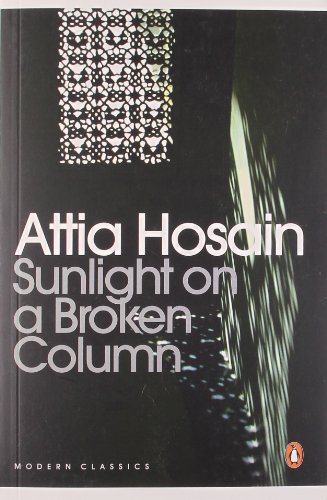 Attia Hosain
Sunlight on
a Broken
Column
MODERN CLASSICS